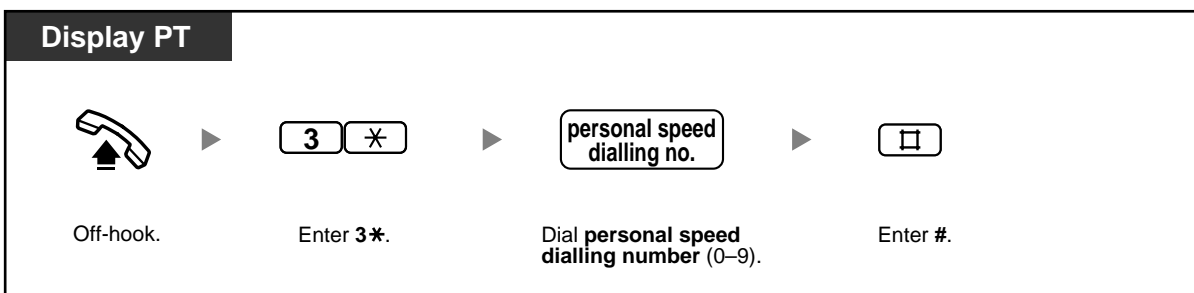 Display PT
3 ✳
personal speed
dialling no.
#
Off-hook.
Enter 3✳.
Dial personal speed
dialling number (0–9).
Enter #.